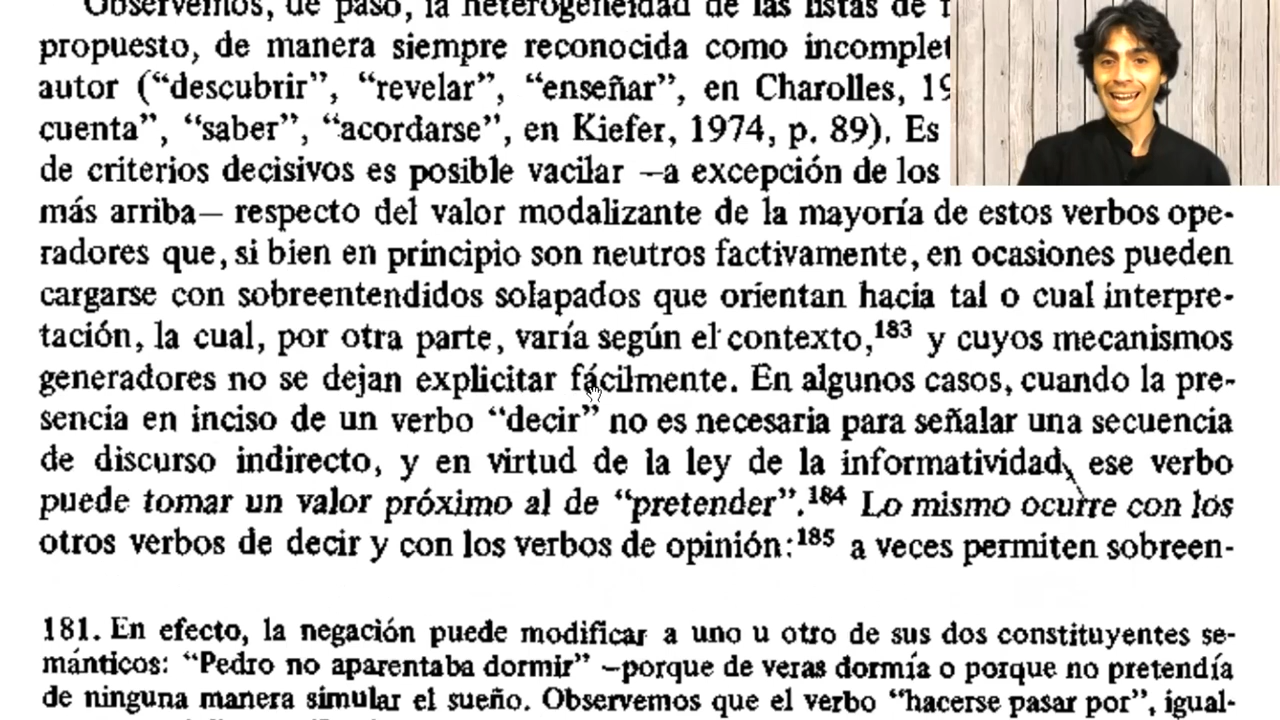 Observemos, de paso, la heterogeneidad de las listas de
propuesto, de manera siempre reconocida como incomplet
autor (“descubrir”, “revelar”, “enseñar”, en Charolles, 19
cuenta”, “saber”, “acordarse”, en Kiefer, 1974, p. 89). Es
de criterios decisivos es posible vacilar —a excepción de los
más arriba— respecto del valor modalizante de la mayoría de estos verbos ope-
radores que, si bien en principio son neutros factivamente, en ocasiones pueden
cargarse con sobreentendidos solapados que orientan hacia tal o cual interpre-
tación, la cual, por otra parte, varía según el contexto,¹⁸³ y cuyos mecanismos
generadores no se dejan explicitar fácilmente. En algunos casos, cuando la pre-
sencia en inciso de un verbo “decir” no es necesaria para señalar una secuencia
de discurso indirecto, y en virtud de la ley de la informatividad, ese verbo
puede tomar un valor próximo al de “pretender”.¹⁸⁴ Lo mismo ocurre con los
otros verbos de decir y con los verbos de opinión:¹⁸⁵ a veces permiten sobreen-
181. En efecto, la negación puede modificar a uno u otro de sus dos constituyentes se-
mánticos: “Pedro no aparentaba dormir” —porque de veras dormía o porque no pretendía
de ninguna manera simular el sueño. Observemos que el verbo “hacerse pasar por”, igual-